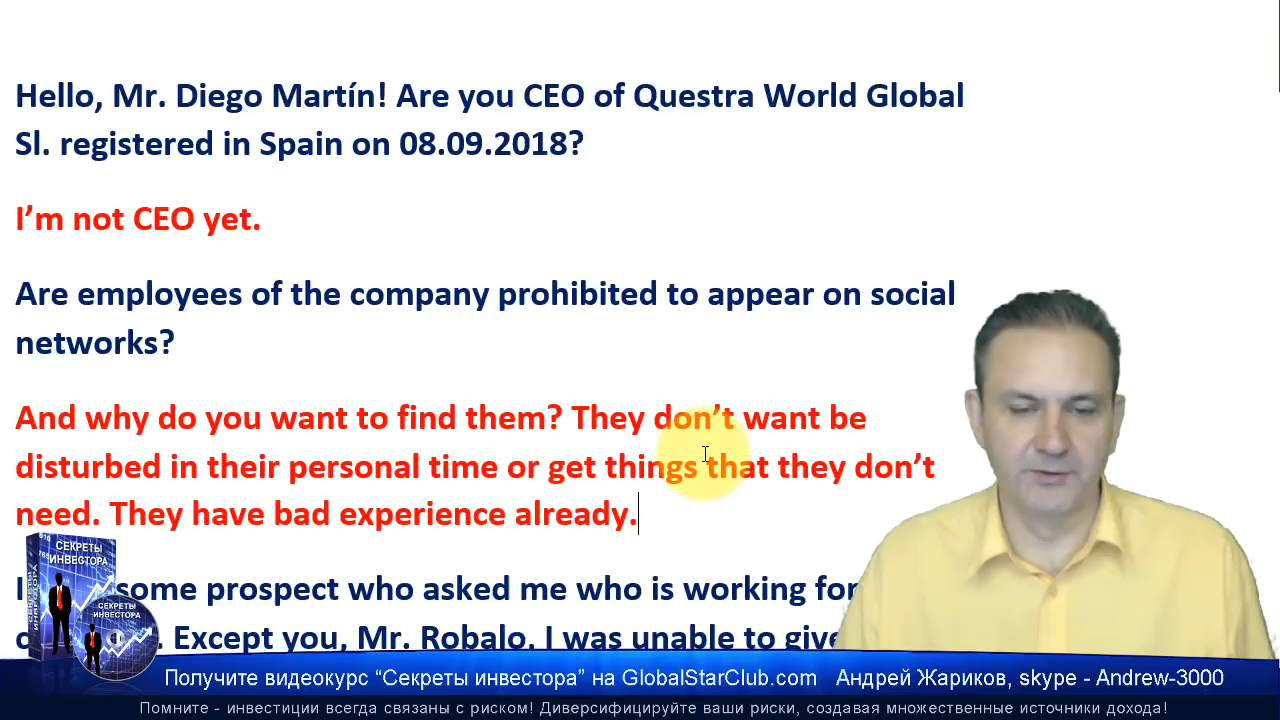 Hello, Mr. Diego Martín! Are you CEO of Questra World Global
Sl. registered in Spain on 08.09.2018?
I'm not CEO yet.
Are employees of the company prohibited to appear on social
networks?
And why do you want to find them? They don't want be
disturbed in their personal time or get things that they don't
need. They have bad experience already.
some prospect who asked me who is working for
Except you, Mr. Robalo. I was unable to give
СЕКРЕТЫ
ИНВЕСТОРА
СЕКРЕТЫ
ИНВЕСТОРА
Получите видеокурс “Секреты инвестора” на GlobalStarClub.com Андрей Жариков, skype - Andrew-3000
Помните - инвестиции всегда связаны с риском! Диверсифицируйте ваши риски, создавая множественные источники дохода!